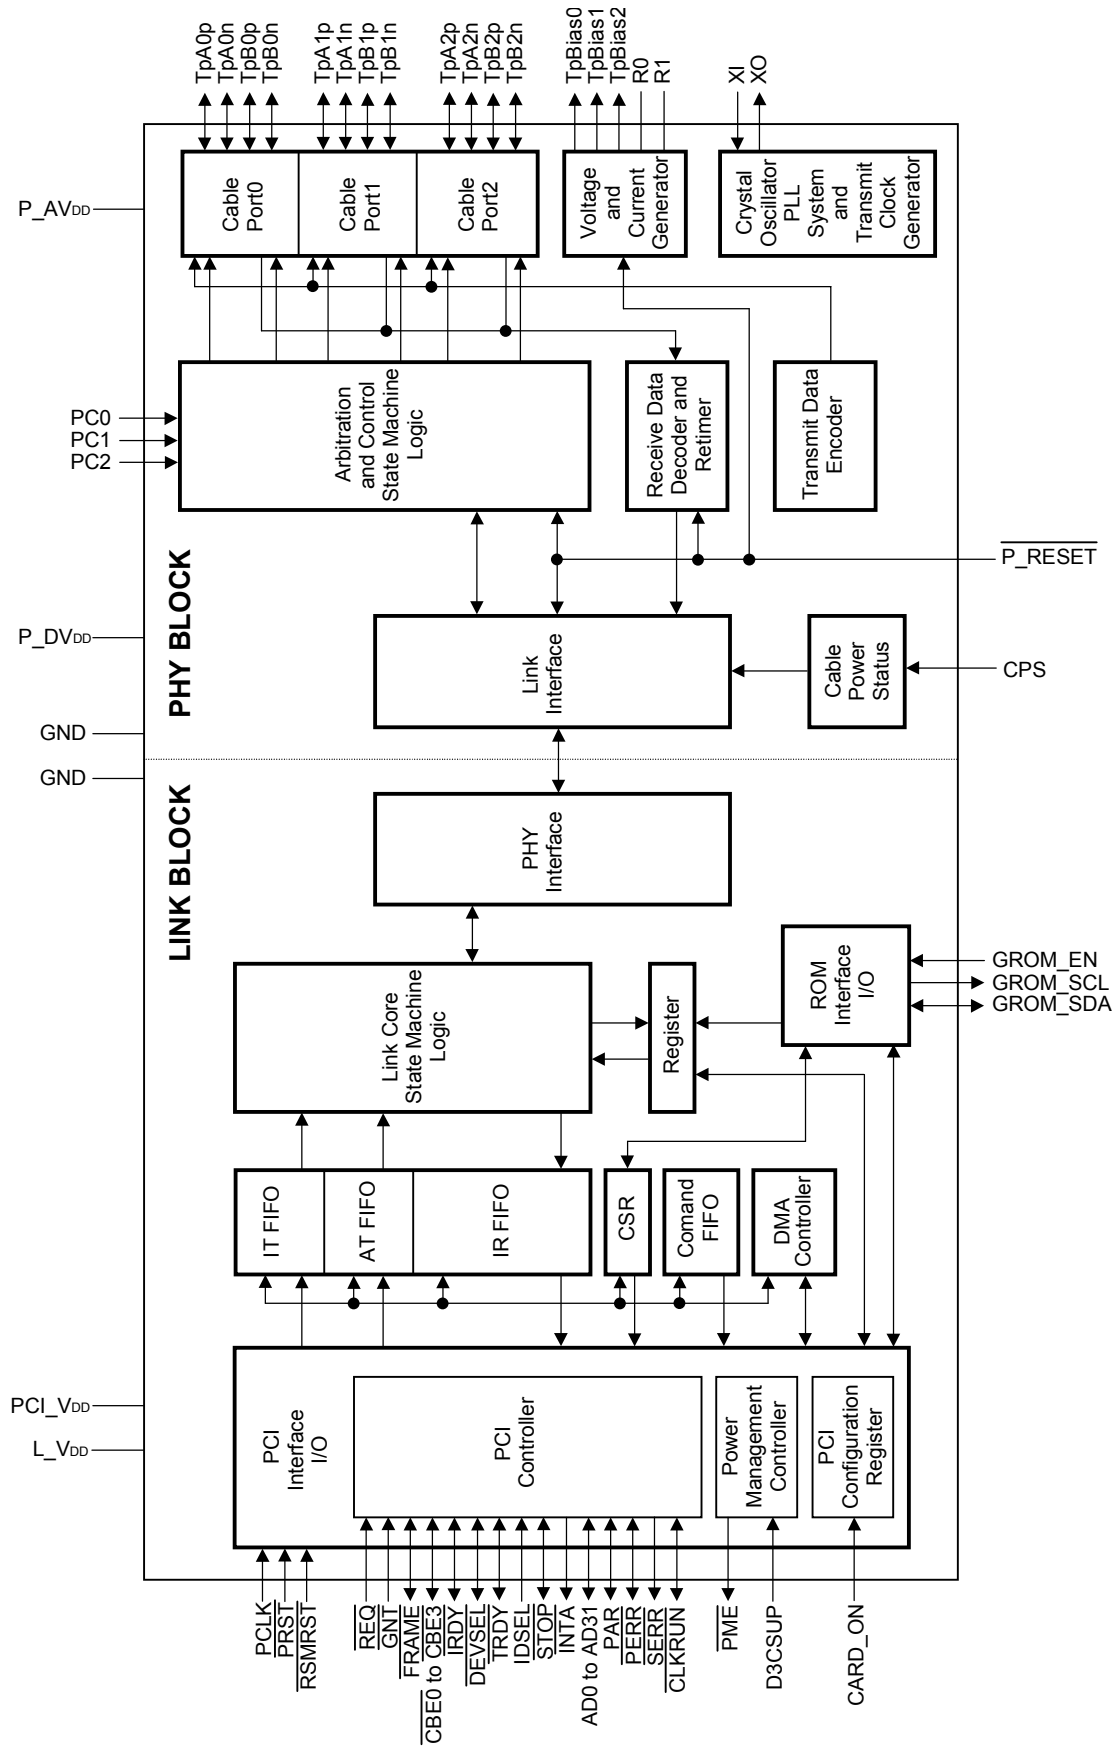 TpA0p
TpA0n
TpB0p
TpB0n
TpA1p
TpA1n
TpB1p
TpB1n
TpA2p
TpA2n
TpB2p
TpB2n
TpBias0
TpBias1
TpBias2
R0
R1
XI
XO
P_AVDD
Cable
Port0
Cable
Port1
Cable
Port2
Voltage
and
Current
Generator
Crystal
Oscillator
PLL
System
and
Transmit
Clock
Generator
PC0
PC1
PC2
Arbitration
and Control
State Machine
Logic
Receive Data
Decoder and
Retimer
Transmit Data
Encoder
P_RESET
PHY BLOCK
P_DVDD
Link
Interface
Cable
Power
Status
CPS
GND
GND
LINK BLOCK
PHY
Interface
Link Core
State Machine
Logic
Register
ROM
Interface
I/O
GROM_EN
GROM_SCL
GROM_SDA
IT FIFO
AT FIFO
IR FIFO
CSR
Comand
FIFO
DMA
Controller
PCI_VDD
L_VDD
PCI
Interface
I/O
PCI
Controller
Power
Management
Controller
PCI
Configuration
Register
PCLK
PRST
RSMRST
REQ
GNT
FRAME
CBE0 to CBE3
IRDY
DEVSEL
TRDY
IDSEL
STOP
INTA
AD0 to AD31
PAR
PERR
SERR
CLKRUN
PME
D3CSUP
CARD_ON